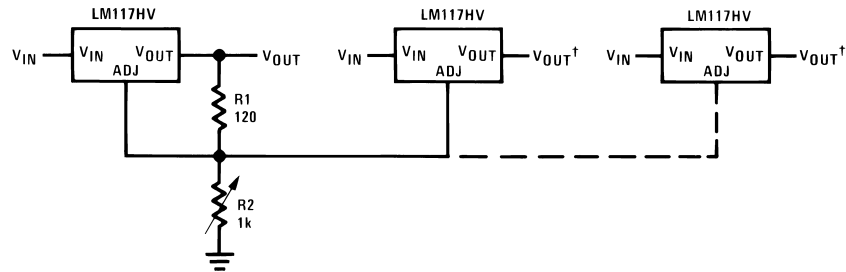 LM117HV
LM117HV
LM117HV
VIN
VIN VOUT
ADJ
VOUT
VIN
VIN VOUT
ADJ
VOUT†
VIN
VIN VOUT
ADJ
VOUT†
R1
120
R2
1k